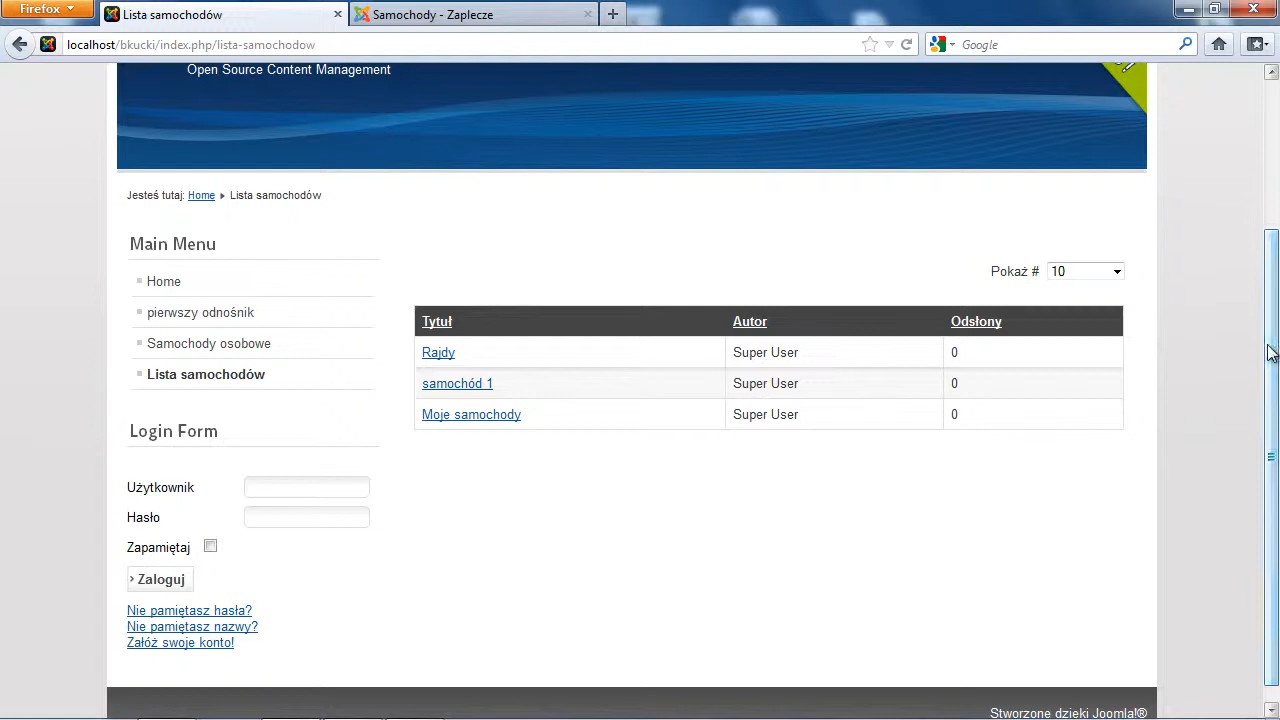 Firefox
Lista samochodów
Samochody - Zaplecze
localhost/bkucki/index.php/lista-samochodow
Google
Open Source Content Management
Jesteś tutaj: Home Lista samochodów
Main Menu
Home
pierwszy odnośnik
Samochody osobowe
Lista samochodów
Pokaż # 10
Tytuł Autor Odsłony
Rajdy Super User 0
samochód 1 Super User 0
Moje samochody Super User 0
Login Form
Użytkownik
Hasło
Zapamiętaj
Zaloguj
Nie pamiętasz hasła?
Nie pamiętasz nazwy?
Załóż swoje konto!
Stworzone dzięki Joomla!®